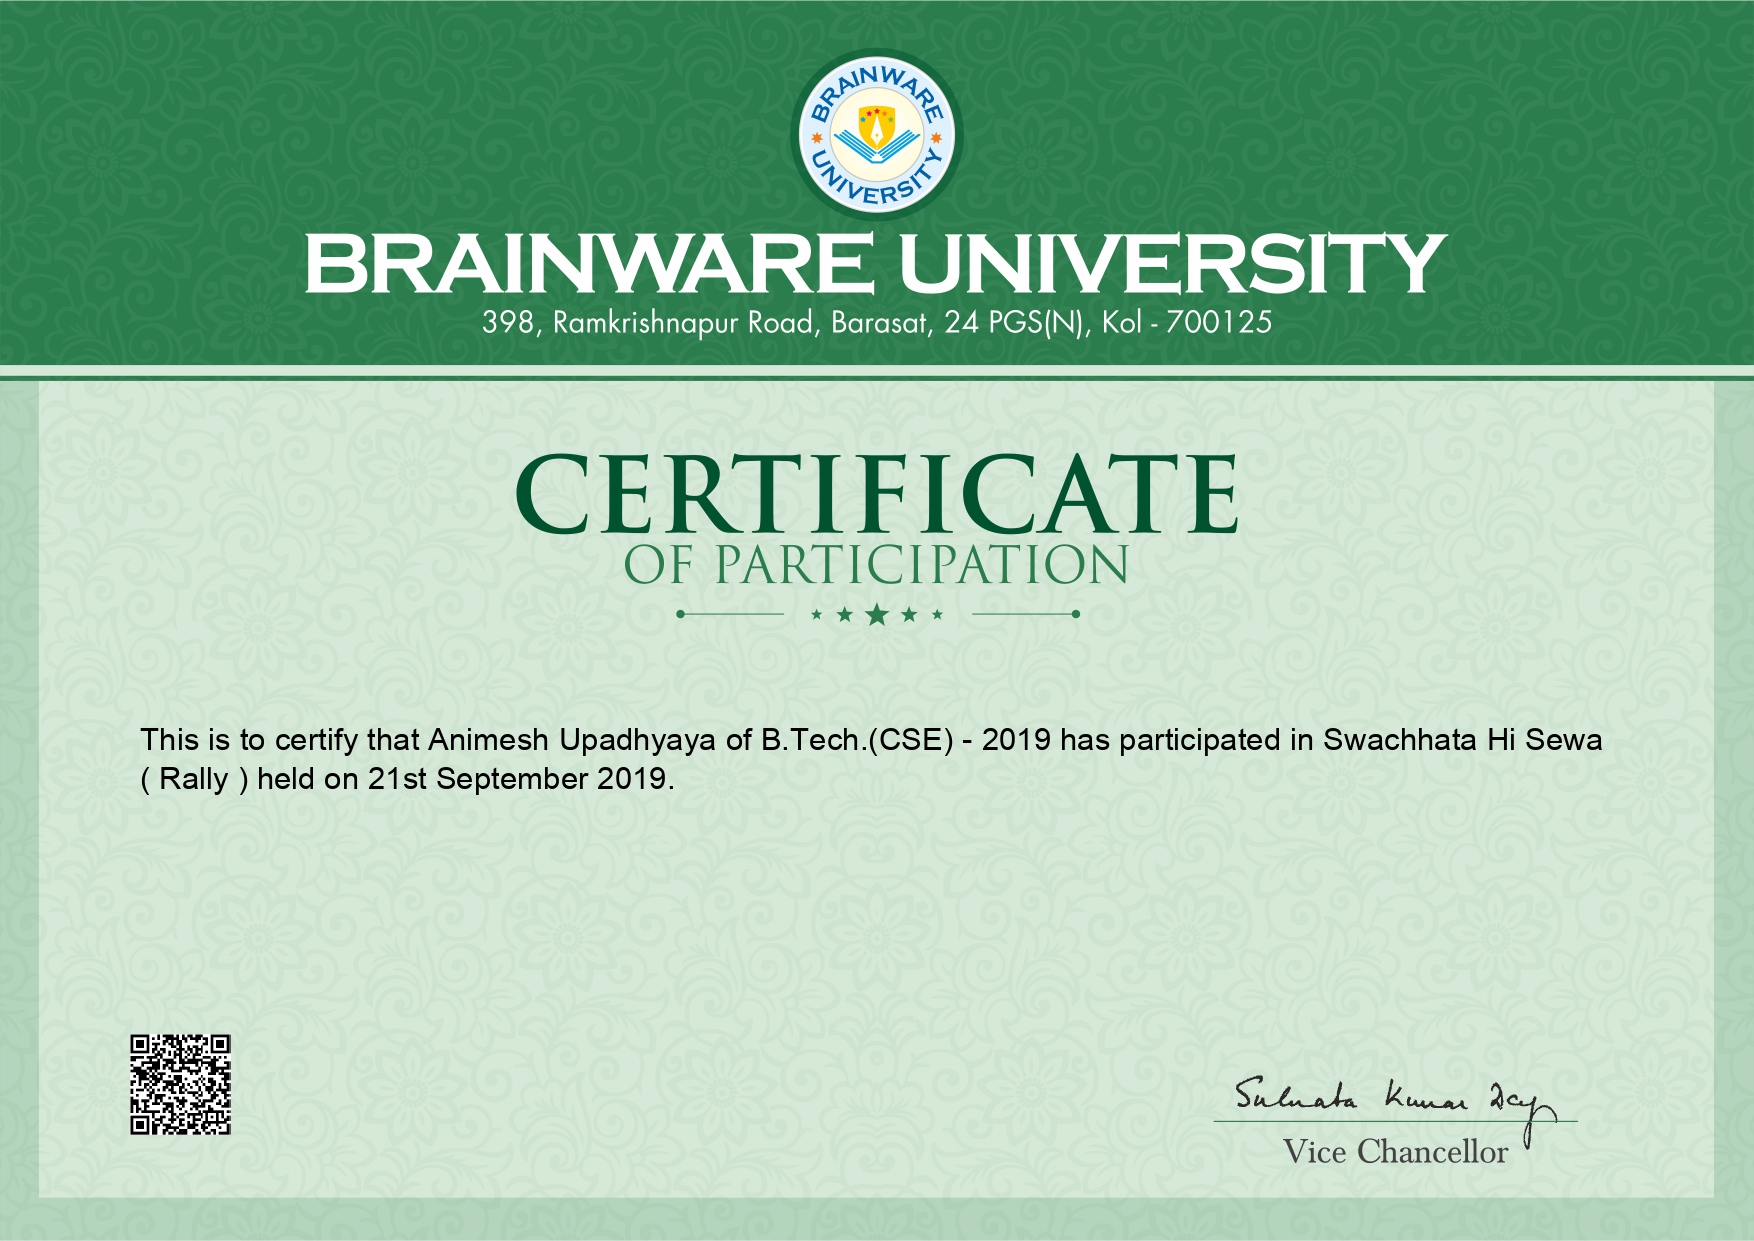 BRAINWARE
UNIVERSITY
BRAINWARE UNIVERSITY
398, Ramkrishnapur Road, Barasat, 24 PGS(N), Kol - 700125
CERTIFICATE
OF PARTICIPATION
This is to certify that Animesh Upadhyaya of B.Tech.(CSE) - 2019 has participated in Swachhata Hi Sewa
( Rally ) held on 21st September 2019.
Kumar
Vice Chancellor